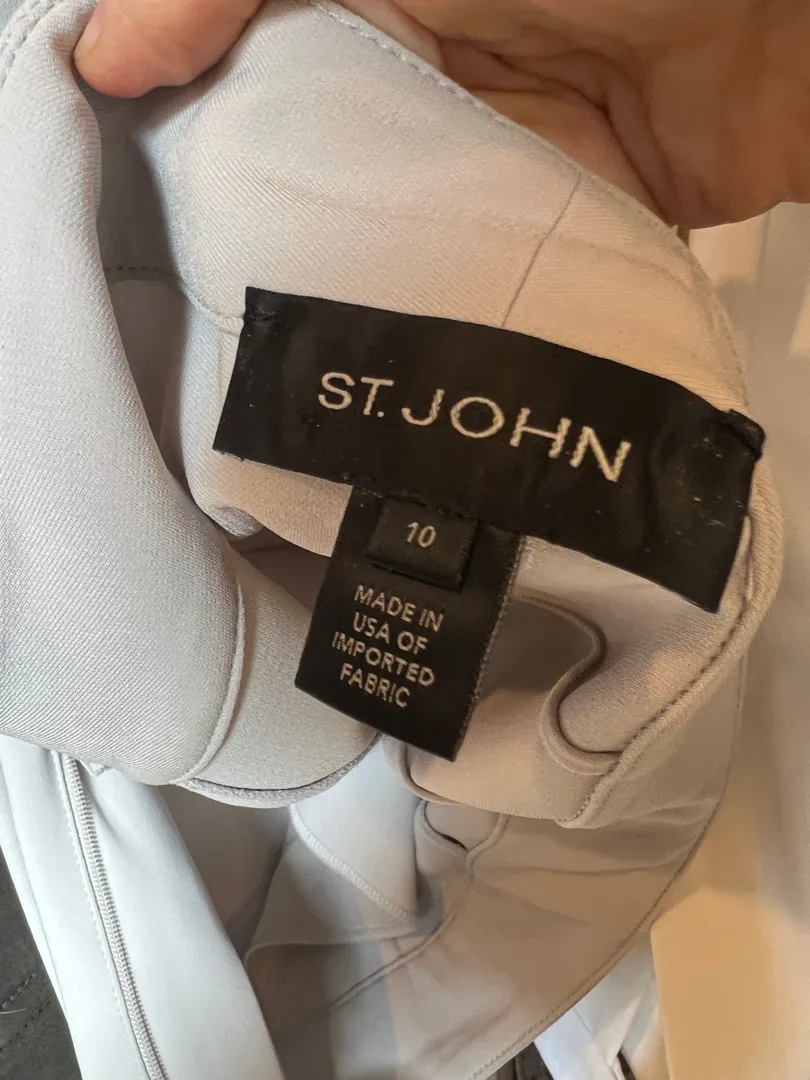 ST. JOHN
10
MADE IN
USA OF
IMPORTED
FABRIC